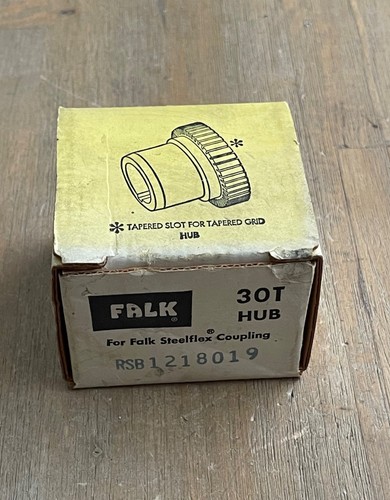 *
* TAPERED SLOT FOR TAPERED GRID
HUB
FALK®
30T
HUB
For Falk Steelflex® Coupling
RSB1218019